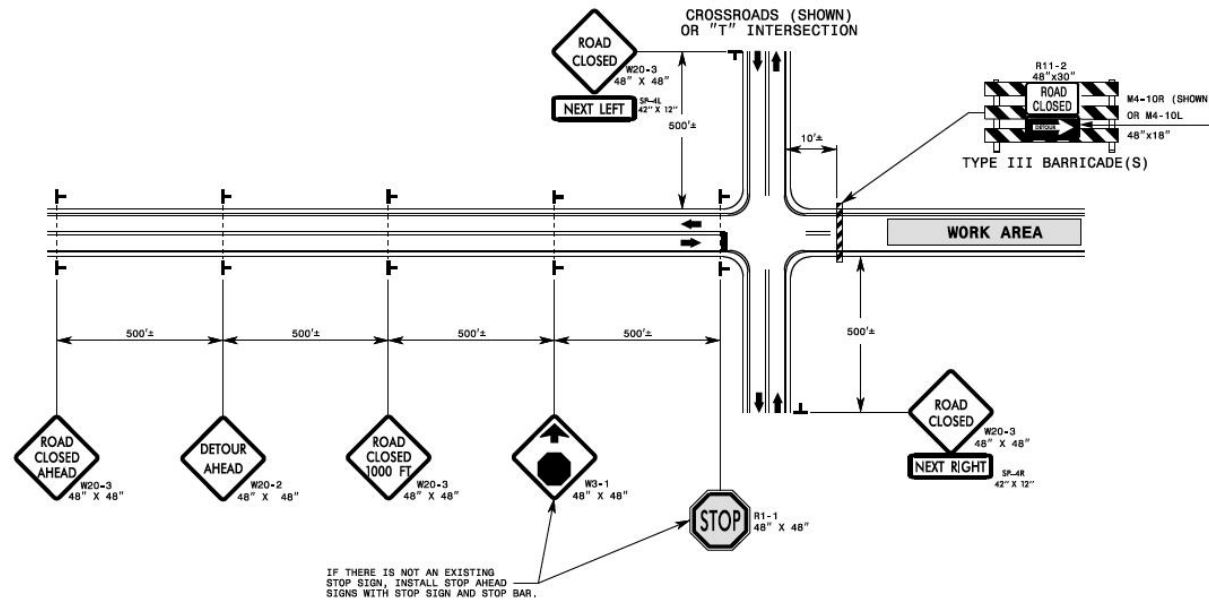 CROSSROADS (SHOWN)
OR "T" INTERSECTION
ROAD
CLOSED
W20-3
48" X 48"
NEXT LEFT
SP-4L
42" X 12"
500'±
10'±
R11-2
48"x30"
ROAD
CLOSED
DETOUR
M4-10R (SHOWN
OR M4-10L
48"x18"
TYPE III BARRICADE(S)
WORK AREA
500'±
500'±
500'±
500'±
500'±
ROAD
CLOSED
AHEAD
W20-3
48" X 48"
DETOUR
AHEAD
W20-2
48" X 48"
ROAD
CLOSED
1000 FT
W20-3
48" X 48"
W3-1
48" X 48"
STOP
R1-1
48" X 48"
ROAD
CLOSED
W20-3
48" X 48"
NEXT RIGHT
SP-4R
42" X 12"
IF THERE IS NOT AN EXISTING
STOP SIGN, INSTALL STOP AHEAD
SIGNS WITH STOP SIGN AND STOP BAR.